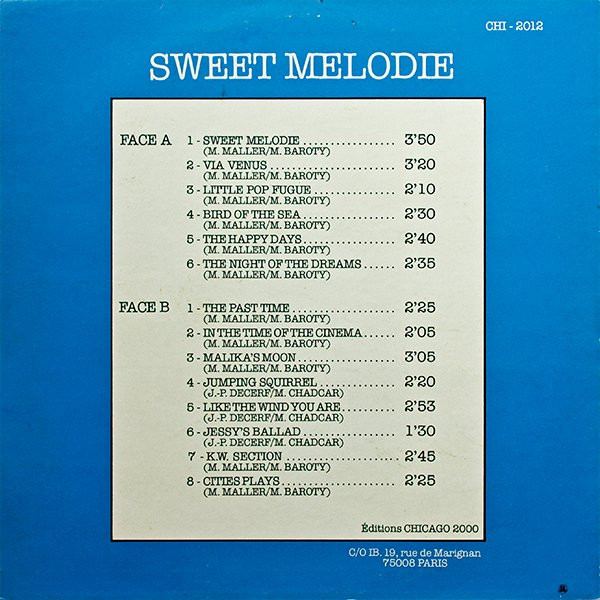 CHI - 2012
SWEET MELODIE
FACE A 1 - SWEET MELODIE ................. 3'50
(M. MALLER/M. BAROTY)
2 - VIA VENUS ...................... 3'20
(M. MALLER/M. BAROTY)
3 - LITTLE POP FUGUE ............... 2'10
(M. MALLER/M. BAROTY)
4 - BIRD OF THE SEA ................. 2'30
(M. MALLER/M. BAROTY)
5 - THE HAPPY DAYS ................. 2'40
(M. MALLER/M. BAROTY)
6 - THE NIGHT OF THE DREAMS ...... 2'35
(M. MALLER/M. BAROTY)
FACE B 1 - THE PAST TIME ................... 2'25
(M. MALLER/M. BAROTY)
2 - IN THE TIME OF THE CINEMA ...... 2'05
(M. MALLER/M. BAROTY)
3 - MALIKA'S MOON .................. 3'05
(M. MALLER/M. BAROTY)
4 - JUMPING SQUIRREL .............. 2'20
(J.-P. DECERF/M. CHADCAR)
5 - LIKE THE WIND YOU ARE ......... 2'53
(J.-P. DECERF/M. CHADCAR)
6 - JESSY'S BALLAD ................. 1'30
(J.-P. DECERF/M. CHADCAR)
7 - K.W. SECTION .................... 2'45
(M. MALLER/M. BAROTY)
8 - CITIES PLAYS ..................... 2'25
(M. MALLER/M. BAROTY)
Éditions CHICAGO 2000
C/O IB. 19, rue de Marignan
75008 PARIS